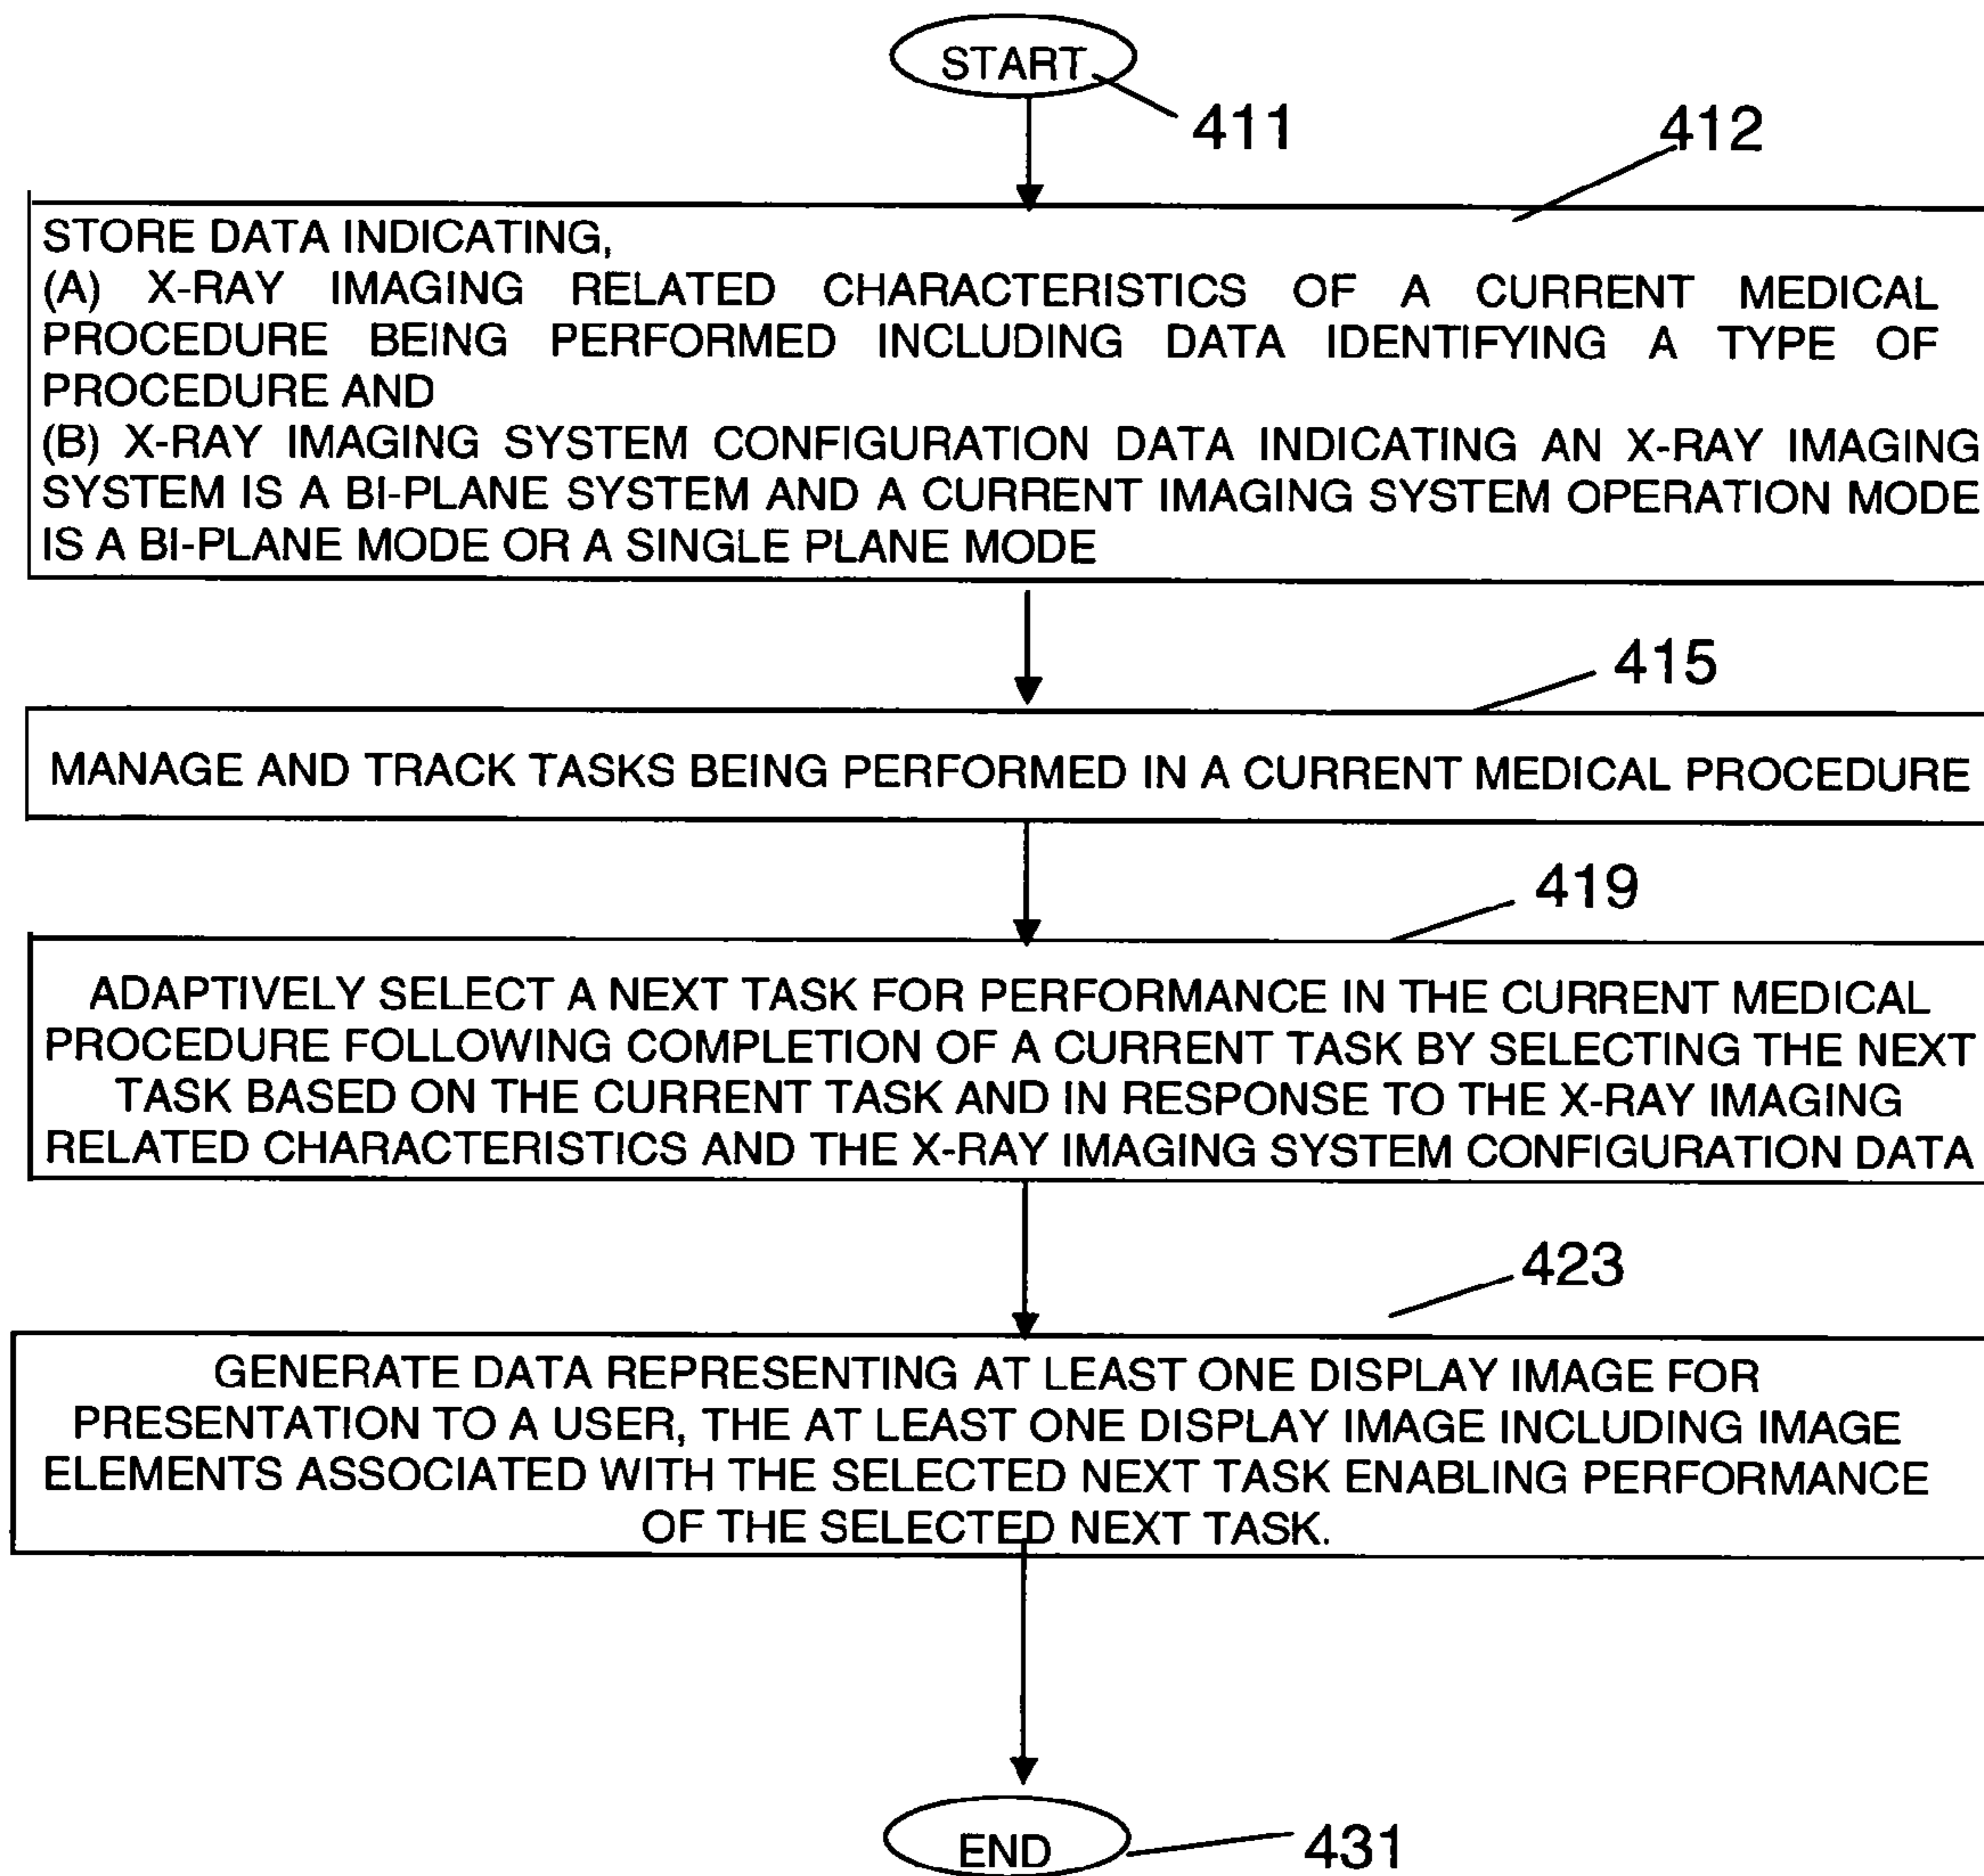 START
411
412
STORE DATA INDICATING,
(A) X-RAY IMAGING RELATED CHARACTERISTICS OF A CURRENT MEDICAL
PROCEDURE BEING PERFORMED INCLUDING DATA IDENTIFYING A TYPE OF
PROCEDURE AND
(B) X-RAY IMAGING SYSTEM CONFIGURATION DATA INDICATING AN X-RAY IMAGING
SYSTEM IS A BI-PLANE SYSTEM AND A CURRENT IMAGING SYSTEM OPERATION MODE
IS A BI-PLANE MODE OR A SINGLE PLANE MODE
415
MANAGE AND TRACK TASKS BEING PERFORMED IN A CURRENT MEDICAL PROCEDURE
419
ADAPTIVELY SELECT A NEXT TASK FOR PERFORMANCE IN THE CURRENT MEDICAL
PROCEDURE FOLLOWING COMPLETION OF A CURRENT TASK BY SELECTING THE NEXT
TASK BASED ON THE CURRENT TASK AND IN RESPONSE TO THE X-RAY IMAGING
RELATED CHARACTERISTICS AND THE X-RAY IMAGING SYSTEM CONFIGURATION DATA
423
GENERATE DATA REPRESENTING AT LEAST ONE DISPLAY IMAGE FOR
PRESENTATION TO A USER, THE AT LEAST ONE DISPLAY IMAGE INCLUDING IMAGE
ELEMENTS ASSOCIATED WITH THE SELECTED NEXT TASK ENABLING PERFORMANCE
OF THE SELECTED NEXT TASK.
END
431